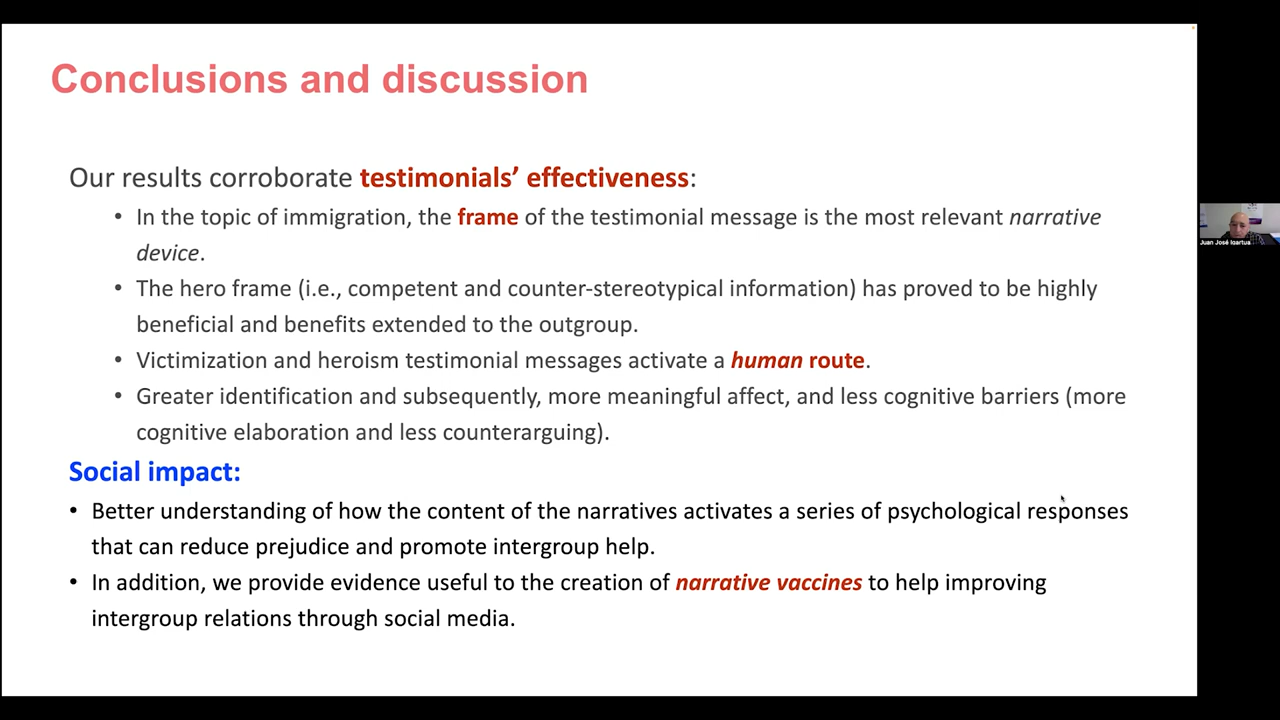 Conclusions and discussion
Our results corroborate testimonials’ effectiveness:
• In the topic of immigration, the frame of the testimonial message is the most relevant narrative
device.
• The hero frame (i.e., competent and counter-stereotypical information) has proved to be highly
beneficial and benefits extended to the outgroup.
• Victimization and heroism testimonial messages activate a human route.
• Greater identification and subsequently, more meaningful affect, and less cognitive barriers (more
cognitive elaboration and less counterarguing).
Social impact:
• Better understanding of how the content of the narratives activates a series of psychological responses
that can reduce prejudice and promote intergroup help.
• In addition, we provide evidence useful to the creation of narrative vaccines to help improving
intergroup relations through social media.
Juan José Igartua